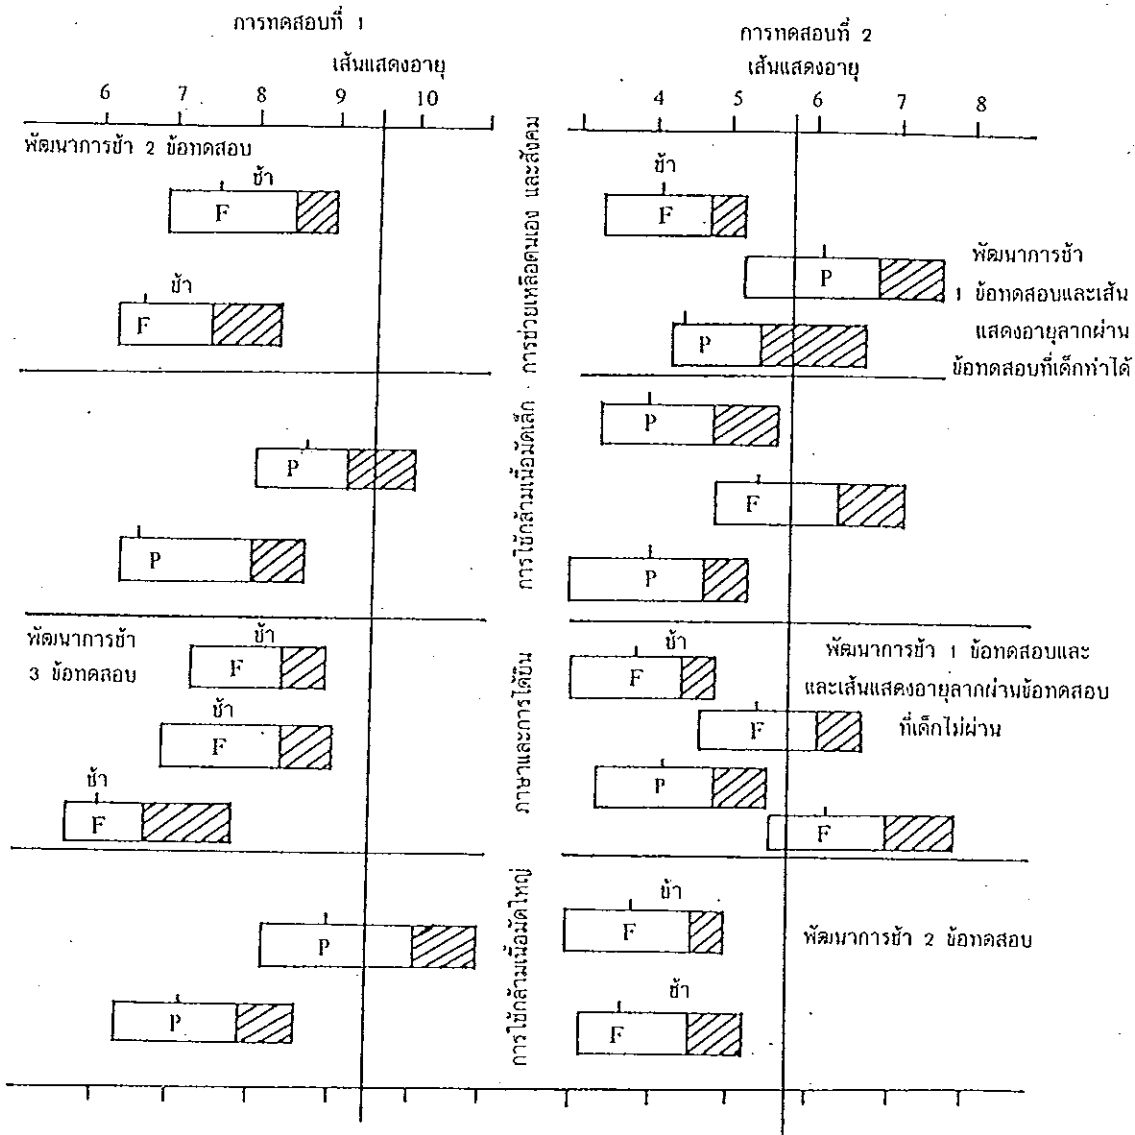 การทดสอบที่ 1
เส้นแสดงอายุ
6 7 8 9 10
พัฒนาการช้า 2 ข้อทดสอบ
ช้า
F
ช้า
F
P
P
พัฒนาการช้า
3 ข้อทดสอบ
ช้า
F
ช้า
F
ช้า
F
P
P
การช่วยเหลือตนเอง และสังคม
การใช้กล้ามเนื้อมัดเล็ก
ภาษาและการได้ยิน
การใช้กล้ามเนื้อมัดใหญ่
การทดสอบที่ 2
เส้นแสดงอายุ
4 5 6 7 8
ช้า
F
P
P
พัฒนาการช้า
1 ข้อทดสอบและเส้น
แสดงอายุลากผ่าน
ข้อทดสอบที่เด็กทำได้
P
F
P
ช้า
F
F
P
F
พัฒนาการช้า 1 ข้อทดสอบและ
และเส้นแสดงอายุลากผ่านข้อทดสอบ
ที่เด็กไม่ผ่าน
ช้า
F
ช้า
F
พัฒนาการช้า 2 ข้อทดสอบ